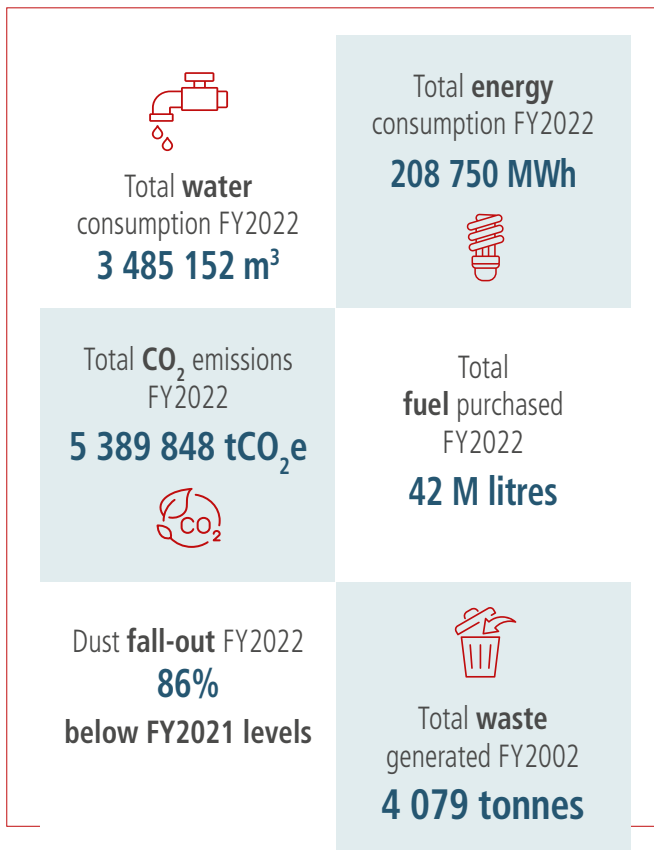 Total water
consumption FY2022
3 485 152 m³
Total energy
consumption FY2022
208 750 MWh
Total CO₂ emissions
FY2022
5 389 848 tCO₂e
CO₂
Total
fuel purchased
FY2022
42 M litres
Dust fall-out FY2022
86%
below FY2021 levels
Total waste
generated FY2002
4 079 tonnes